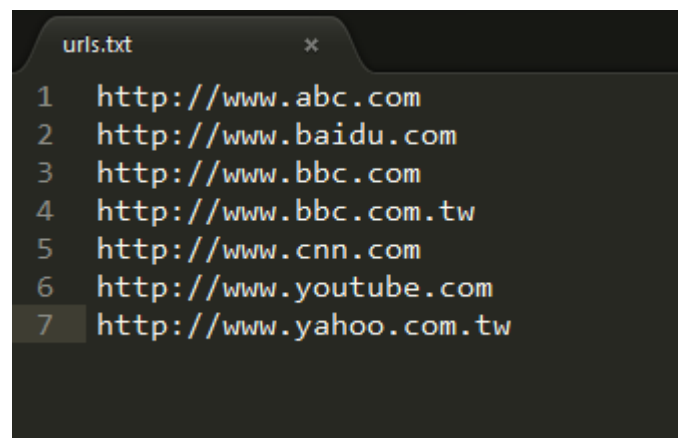 urls.txt ×
1 http://www.abc.com
2 http://www.baidu.com
3 http://www.bbc.com
4 http://www.bbc.com.tw
5 http://www.cnn.com
6 http://www.youtube.com
7 http://www.yahoo.com.tw